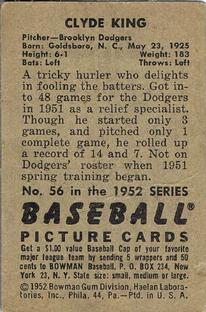 CLYDE KING
Pitcher—Brooklyn Dodgers
Born: Goldsboro, N. C., May 23, 1925
Height: 6-1 Weight: 183
Bats: Left Throws: Left
A tricky hurler who delights
in fooling the batters. Got in-
to 48 games for the Dodgers
in 1951 as a relief specialist.
Though he started only 3
games, and pitched only 1
complete game, he rolled up
a record of 14 and 7. Not on
Dodgers' roster when 1951
spring training began.
No. 56 in the 1952 SERIES
BASEBALL®
PICTURE CARDS
Get a $1.00 value Baseball Cap of your favorite
major league team by sending 5 wrappers and 50
cents to BOWMAN Baseball, P. O. BOX 234, New
York 23, N. Y. State size: small, medium or large.
©1952 Bowman Gum Division, Haelan Labora-
tories, Inc., Phila. 44, Pa.—Ptd. in U. S. A.